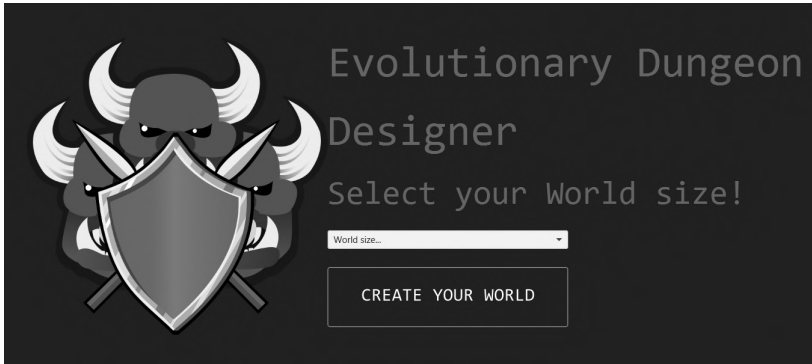 Evolutionary Dungeon
Designer
Select your World size!
World size...
CREATE YOUR WORLD